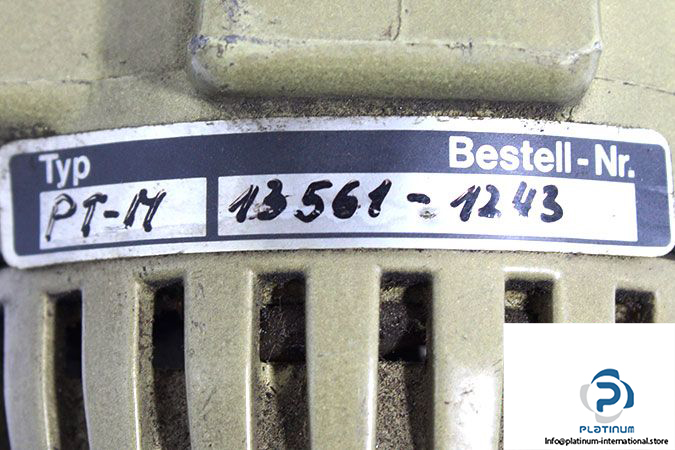 Typ Bestell-Nr.
PT-M 13561-1243
PLATINUM
Info@platinum-international.store